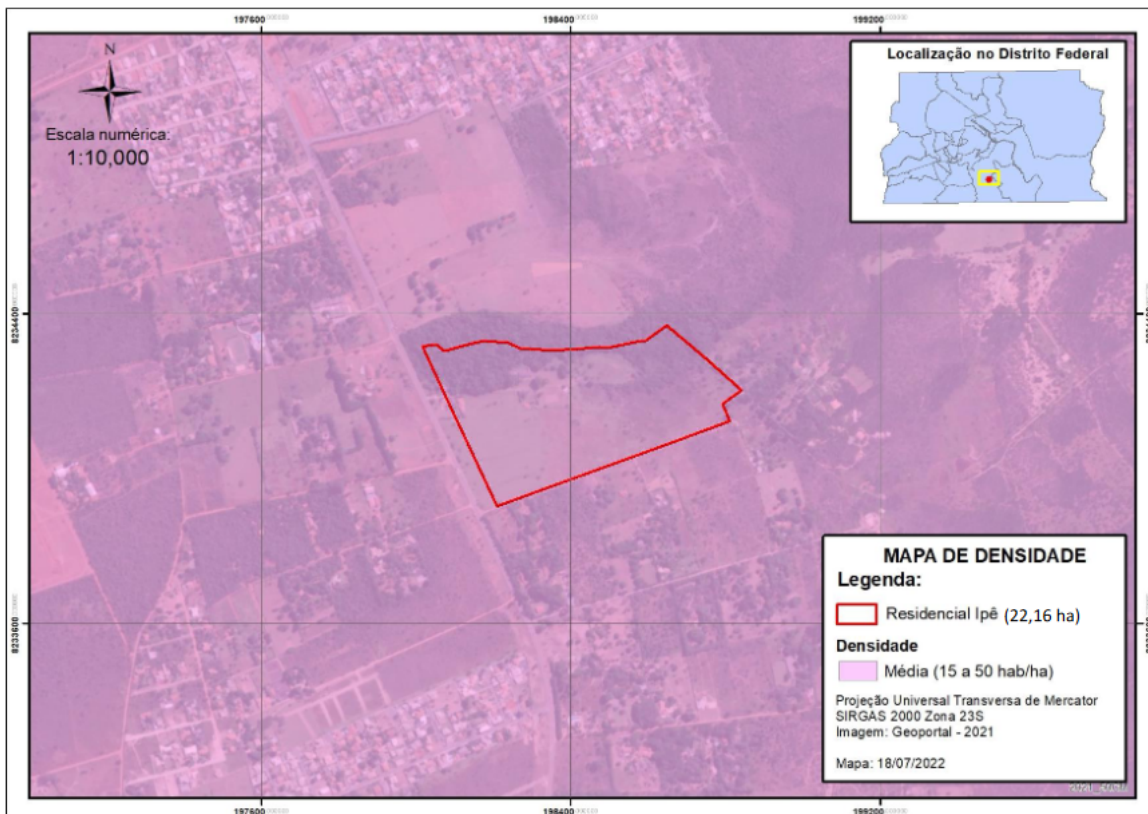 197600
198400
199200
N
Escala numérica:
1:10,000
Localização no Distrito Federal
8234400
8233600
MAPA DE DENSIDADE
Legenda:
Residencial Ipê (22,16 ha)
Densidade
Média (15 a 50 hab/ha)
Projeção Universal Transversa de Mercator
SIRGAS 2000 Zona 23S
Imagem: Geoportal - 2021
Mapa: 18/07/2022
197600
198400
199200